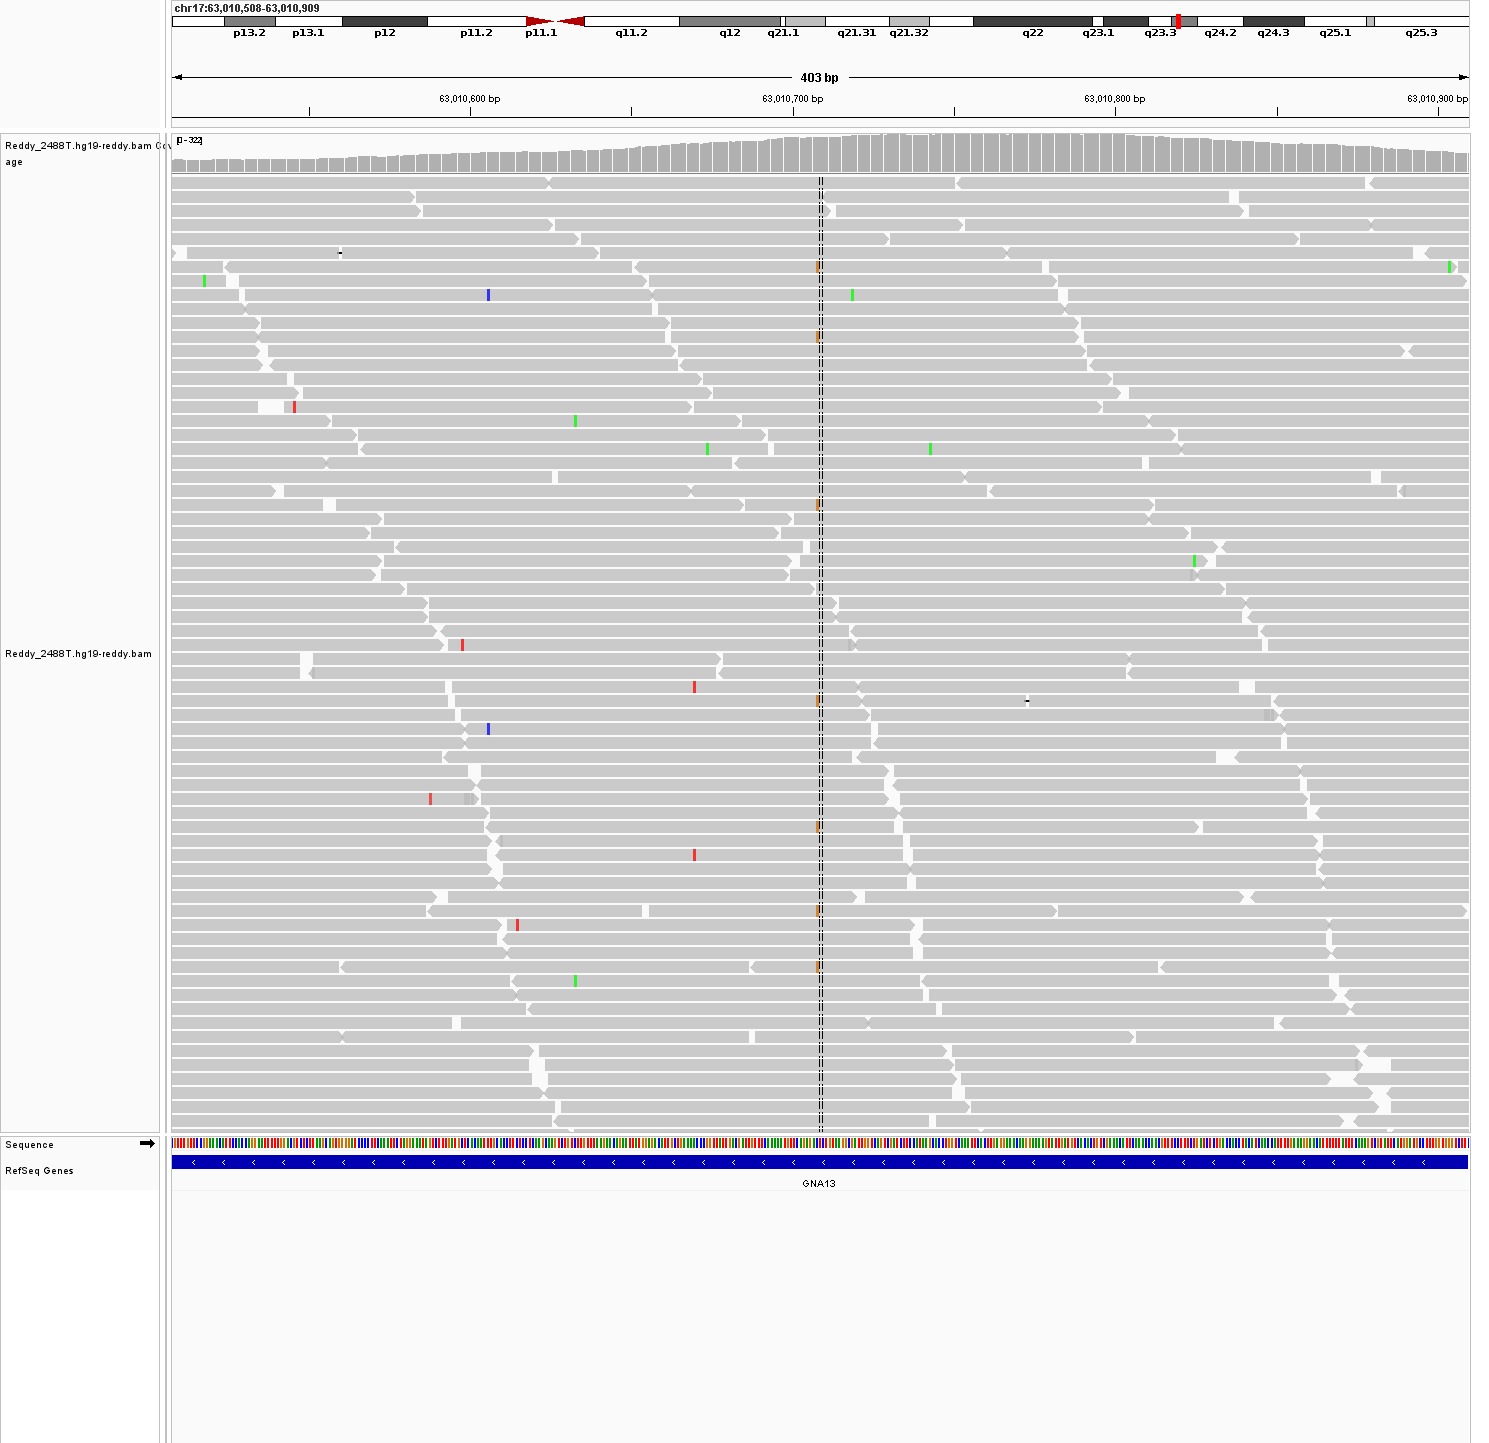 chr17:63,010,508-63,010,909
p13.2 p13.1 p12 p11.2 p11.1 q11.2 q12 q21.1 q21.31 q21.32 q22 q23.1 q23.3 q24.2 q24.3 q25.1 q25.3
403 bp
63,010,600 bp 63,010,700 bp 63,010,800 bp 63,010,900 bp
Reddy_2488T.hg19-reddy.bam Cov
age
[0-322]
Reddy_2488T.hg19-reddy.bam
Sequence
RefSeq Genes
GNA13